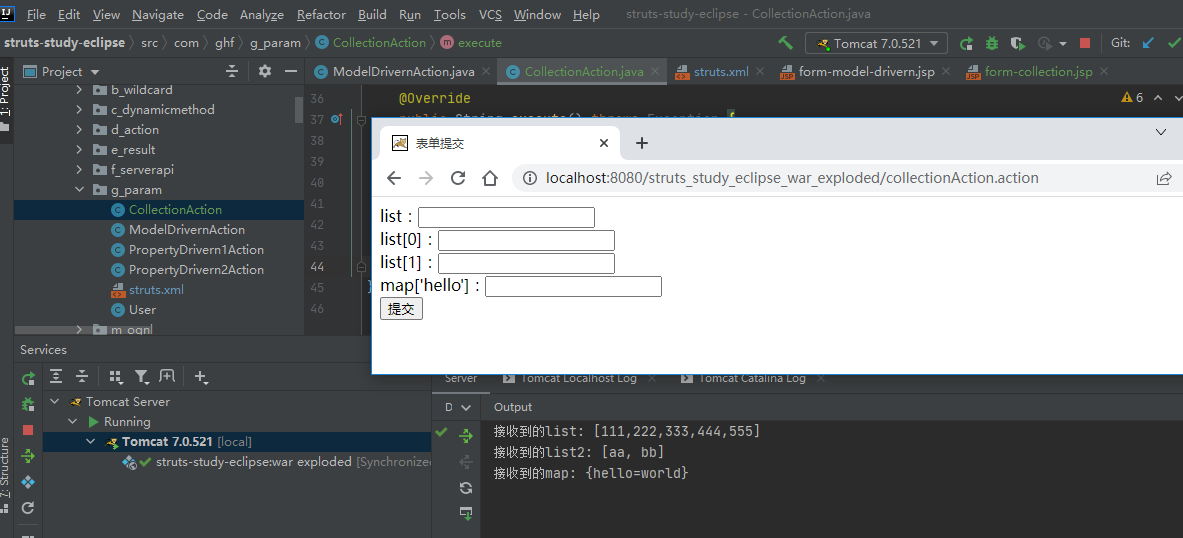 File Edit View Navigate Code Analyze Refactor Build Run Tools VCS Window Help struts-study-eclipse - CollectionAction.java
struts-study-eclipse src com ghf g_param CollectionAction execute Tomcat 7.0.521 Git:
1: Project
Project
ModelDrivernAction.java CollectionAction.java struts.xml form-model-drivern.jsp form-collection.jsp
b_wildcard
c_dynamicmethod
d_action
e_result
f_serverapi
g_param
CollectionAction
ModelDrivernAction
PropertyDrivern1Action
PropertyDrivern2Action
struts.xml
User
m_ognl
36 @Override 6
37 public String execute() throws Exception {
38
39
40
41
42
43
44
46
表单提交
localhost:8080/struts_study_eclipse_war_exploded/collectionAction.action
list：
list[0]：
list[1]：
map['hello']：
提交
Services
Tomcat Server
Running
Tomcat 7.0.521 [local]
struts-study-eclipse:war exploded [Synchronize
7: Structure
Server Tomcat Localhost Log Tomcat Catalina Log
D Output
接收到的list: [111,222,333,444,555]
接收到的list2: [aa, bb]
接收到的map: {hello=world}